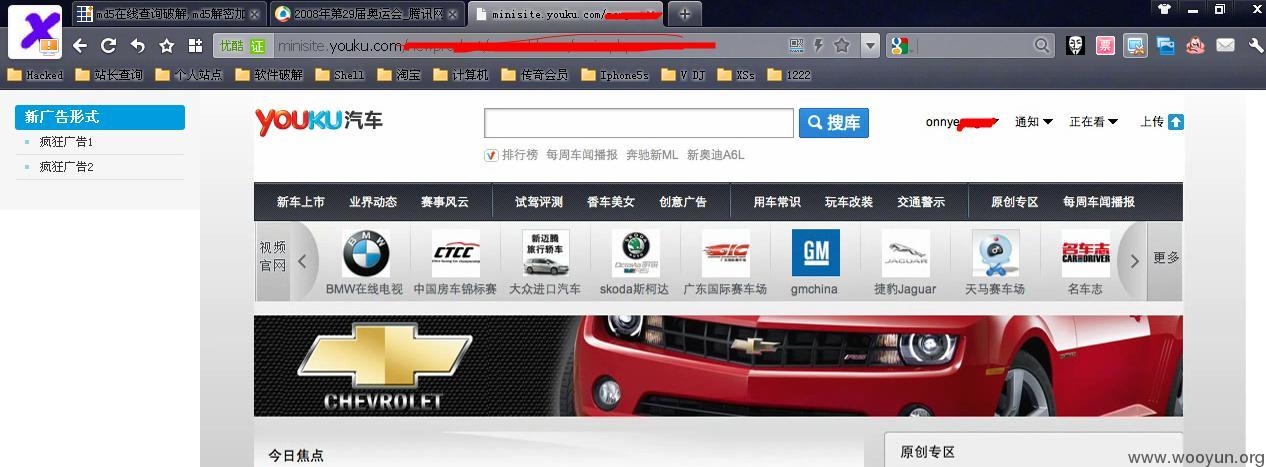 md5在线查询破解,md5解密加
2008年第29届奥运会_腾讯网
minisite.youku.com/
优酷 证 minisite.youku.com/
Hacked 站长查询 个人站点 软件破解 Shell 淘宝 计算机 传奇会员 Iphone5s V DJ XSs 1222
新广告形式
疯狂广告1
疯狂广告2
YOUKU 汽车
搜库
onnye
通知 正在看 上传
排行榜 每周车闻播报 奔驰新ML 新奥迪A6L
新车上市 业界动态 赛事风云 试驾评测 香车美女 创意广告 用车常识 玩车改装 交通警示 原创专区 每周车闻播报
视频
官网
BMW
CTCC
新迈腾
旅行轿车
SKODA
Octavia
GIC
GM
JAGUAR
名车志
CAR AND DRIVER
更多
BMW在线电视 中国房车锦标赛 大众进口汽车 skoda斯柯达 广东国际赛车场 gmchina 捷豹Jaguar 天马赛车场 名车志
CHEVROLET
今日焦点
原创专区
www.wooyun.org